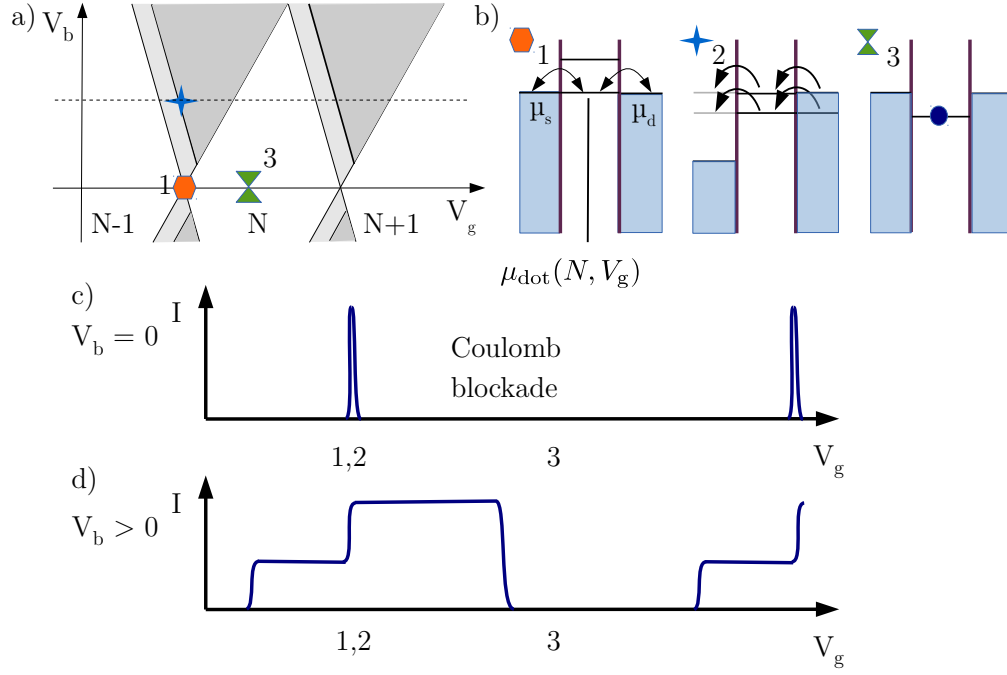 a)
V_b
1
3
N-1
N
N+1
V_g
b)
1
2
3
μ_s
μ_d
μ_dot(N, V_g)
c)
I
V_b = 0
Coulomb
blockade
1,2
3
V_g
d)
I
V_b > 0
1,2
3
V_g